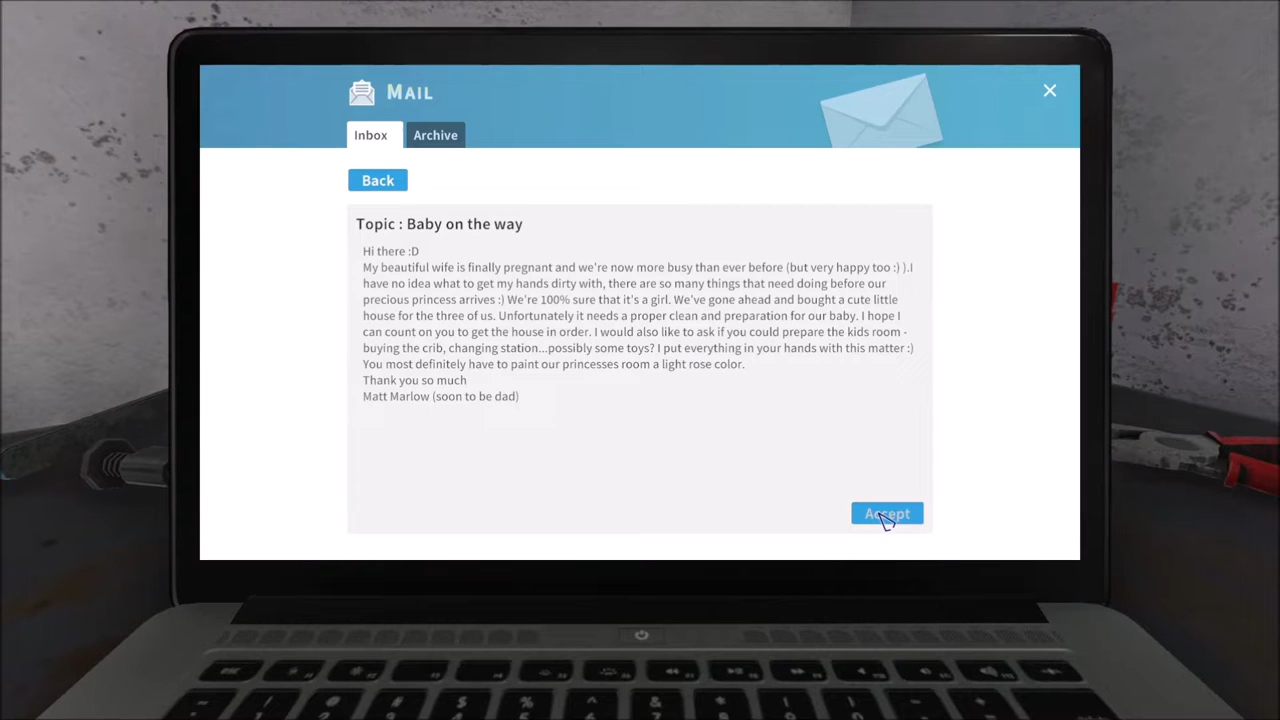 MAIL
Inbox Archive
Back
Topic : Baby on the way
Hi there :D
My beautiful wife is finally pregnant and we're now more busy than ever before (but very happy too :) ).I
have no idea what to get my hands dirty with, there are so many things that need doing before our
precious princess arrives :) We're 100% sure that it's a girl. We've gone ahead and bought a cute little
house for the three of us. Unfortunately it needs a proper clean and preparation for our baby. I hope I
can count on you to get the house in order. I would also like to ask if you could prepare the kids room -
buying the crib, changing station...possibly some toys? I put everything in your hands with this matter :)
You most definitely have to paint our princesses room a light rose color.
Thank you so much
Matt Marlow (soon to be dad)
Accept